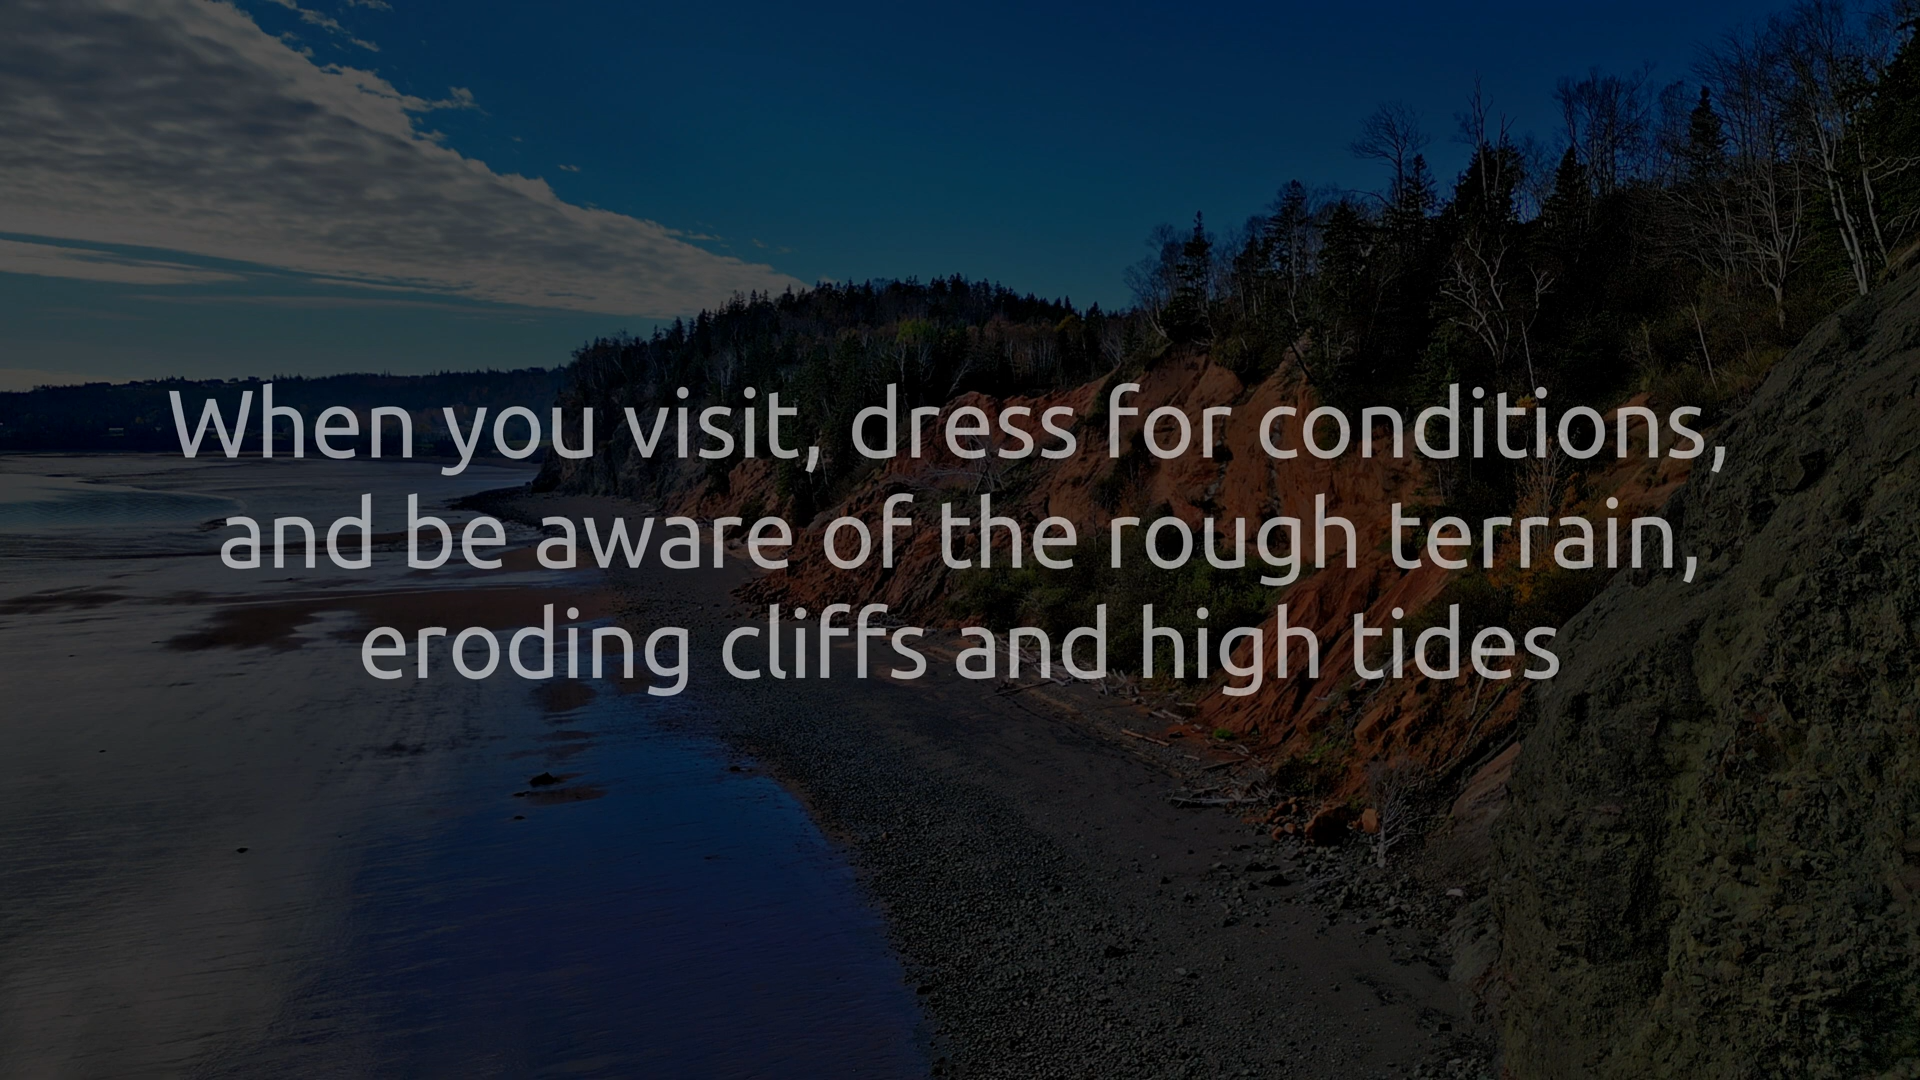 When you visit, dress for conditions,
and be aware of the rough terrain,
eroding cliffs and high tides